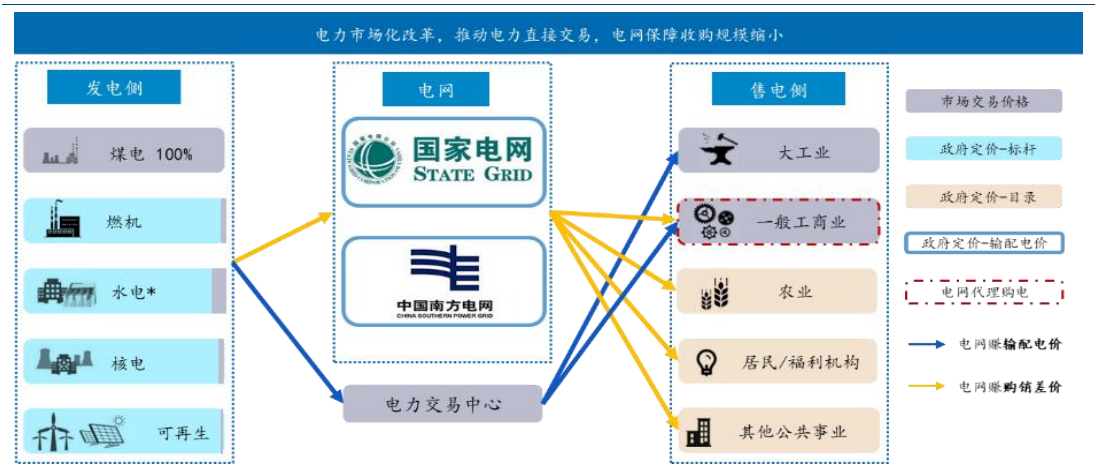 电力市场化改革，推动电力直接交易，电网保障收购规模缩小
发电侧
煤电 100%
燃机
水电*
核电
可再生
电网
国家电网
STATE GRID
中国南方电网
CHINA SOUTHERN POWER GRID
电力交易中心
售电侧
大工业
一般工商业
农业
居民/福利机构
其他公共事业
市场交易价格
政府定价-标杆
政府定价-目录
政府定价-输配电价
电网代理购电
电网赚输配电价
电网赚购销差价